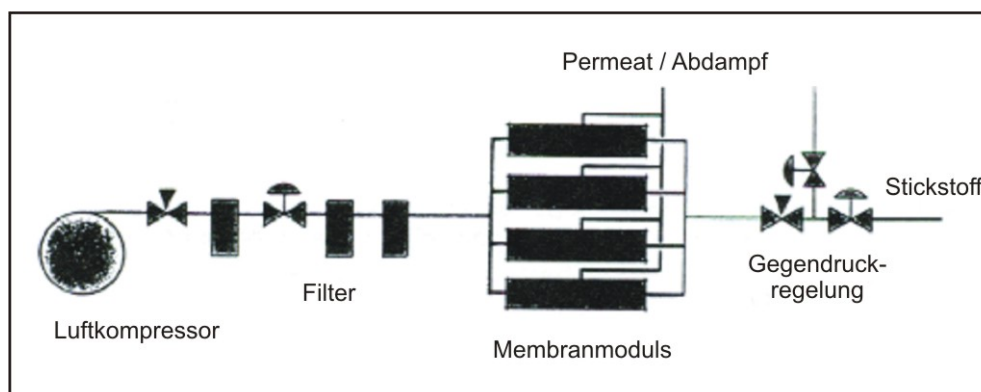 Permeat / Abdampf
Stickstoff
Filter
Gegendruck-
regelung
Luftkompressor
Membranmoduls